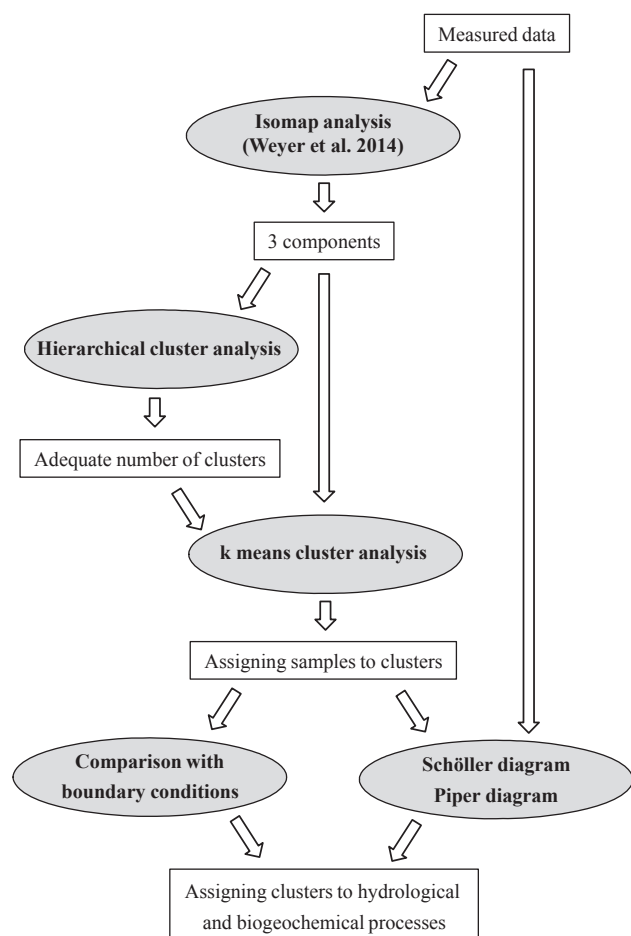 Measured data
Isomap analysis
(Weyer et al. 2014)
3 components
Hierarchical cluster analysis
Adequate number of clusters
k means cluster analysis
Assigning samples to clusters
Comparison with
boundary conditions
Schöller diagram
Piper diagram
Assigning clusters to hydrological
and biogeochemical processes